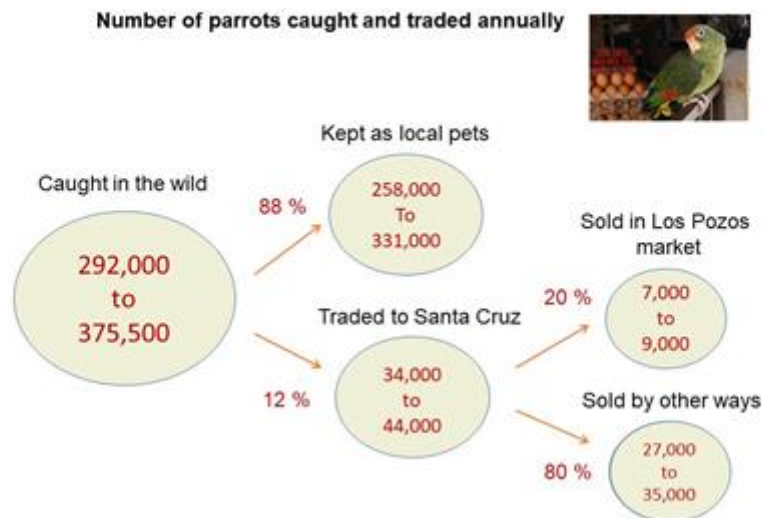 Number of parrots caught and traded annually
Caught in the wild
292,000
to
375,500
88 %
Kept as local pets
258,000
To
331,000
12 %
Traded to Santa Cruz
34,000
to
44,000
20 %
Sold in Los Pozos
market
7,000
to
9,000
80 %
Sold by other ways
27,000
to
35,000